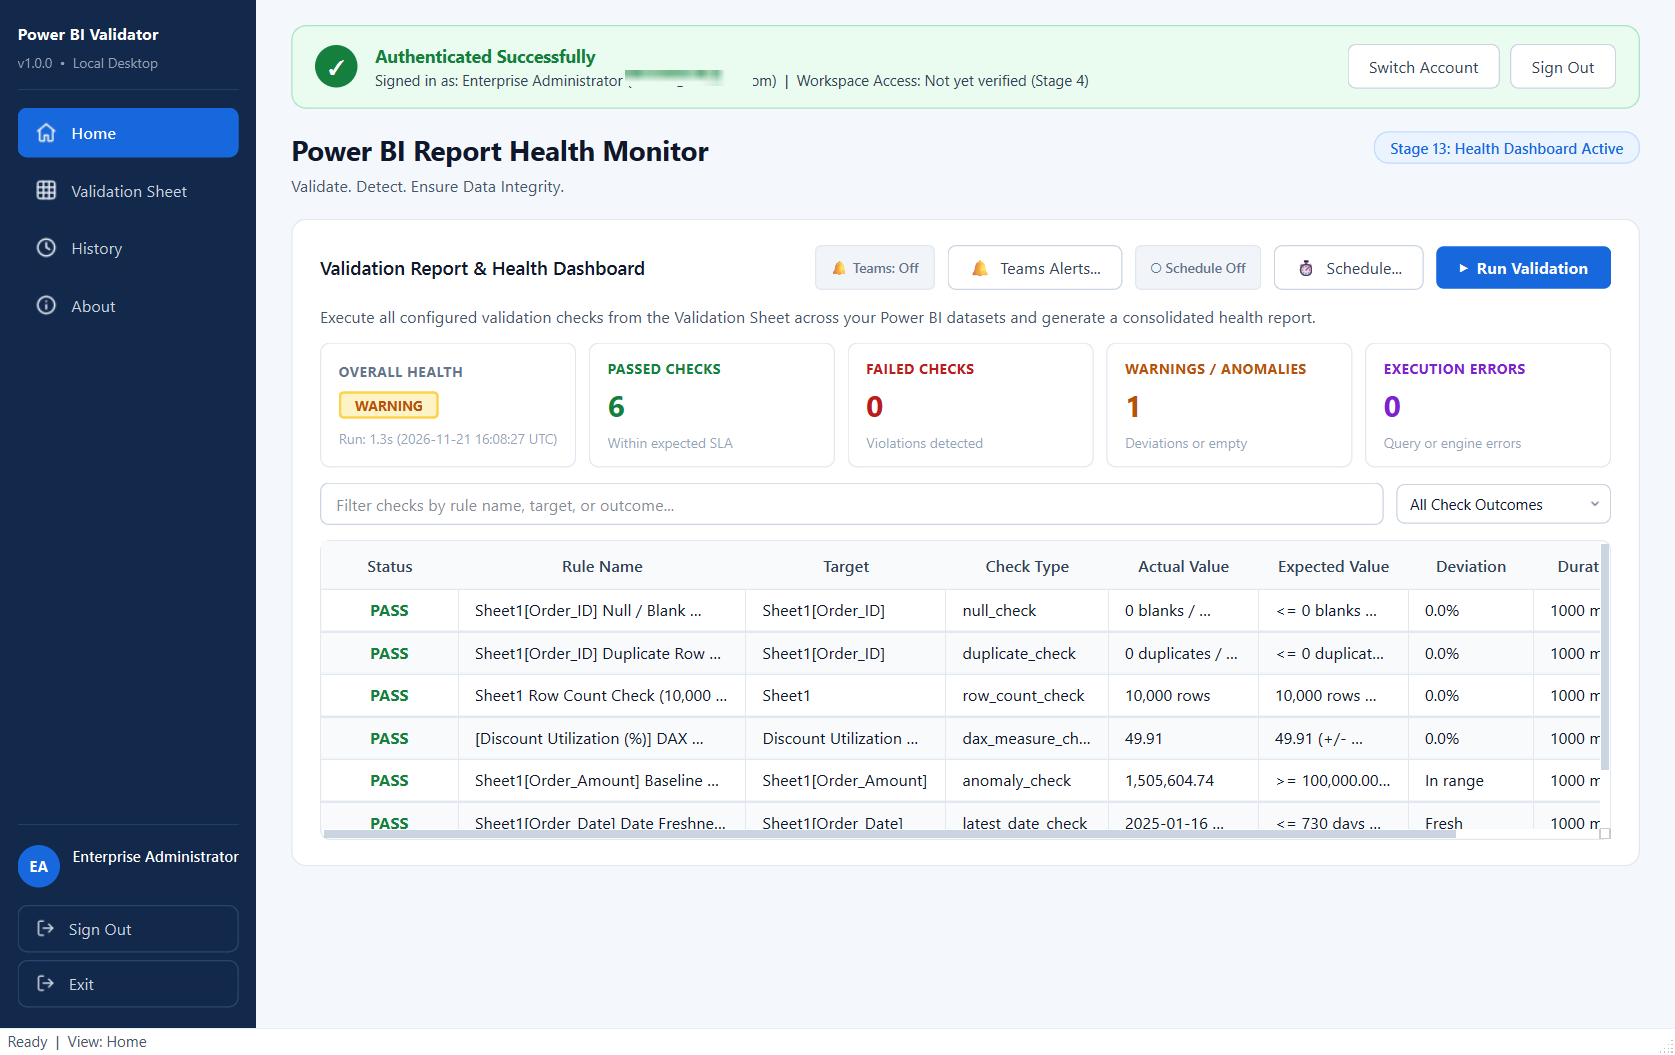 Power BI Validator
v1.0.0 • Local Desktop
Home
Validation Sheet
History
About
Enterprise Administrator
EA
Sign Out
Exit
Ready | View: Home
Authenticated Successfully
Signed in as: Enterprise Administrator ( om) | Workspace Access: Not yet verified (Stage 4)
Switch Account
Sign Out
Power BI Report Health Monitor
Stage 13: Health Dashboard Active
Validate. Detect. Ensure Data Integrity.
Validation Report & Health Dashboard
Teams: Off
Teams Alerts...
Schedule Off
Schedule...
Run Validation
Execute all configured validation checks from the Validation Sheet across your Power BI datasets and generate a consolidated health report.
OVERALL HEALTH
WARNING
Run: 1.3s (2026-11-21 16:08:27 UTC)
PASSED CHECKS
6
Within expected SLA
FAILED CHECKS
0
Violations detected
WARNINGS / ANOMALIES
1
Deviations or empty
EXECUTION ERRORS
0
Query or engine errors
Filter checks by rule name, target, or outcome...
All Check Outcomes
Status Rule Name Target Check Type Actual Value Expected Value Deviation Durat
PASS Sheet1[Order_ID] Null / Blank ... Sheet1[Order_ID] null_check 0 blanks / ... <= 0 blanks ... 0.0% 1000 m
PASS Sheet1[Order_ID] Duplicate Row ... Sheet1[Order_ID] duplicate_check 0 duplicates / ... <= 0 duplicat... 0.0% 1000 m
PASS Sheet1 Row Count Check (10,000 ... Sheet1 row_count_check 10,000 rows 10,000 rows ... 0.0% 1000 m
PASS [Discount Utilization (%)] DAX ... Discount Utilization ... dax_measure_ch... 49.91 49.91 (+/- ... 0.0% 1000 m
PASS Sheet1[Order_Amount] Baseline ... Sheet1[Order_Amount] anomaly_check 1,505,604.74 >= 100,000.00... In range 1000 m
PASS Sheet1[Order_Date] Date Freshne... Sheet1[Order_Date] latest_date_check 2025-01-16 ... <= 730 days ... Fresh 1000 m